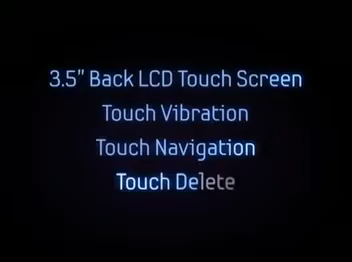 3.5" Back LCD Touch Screen
Touch Vibration
Touch Navigation
Touch Delete